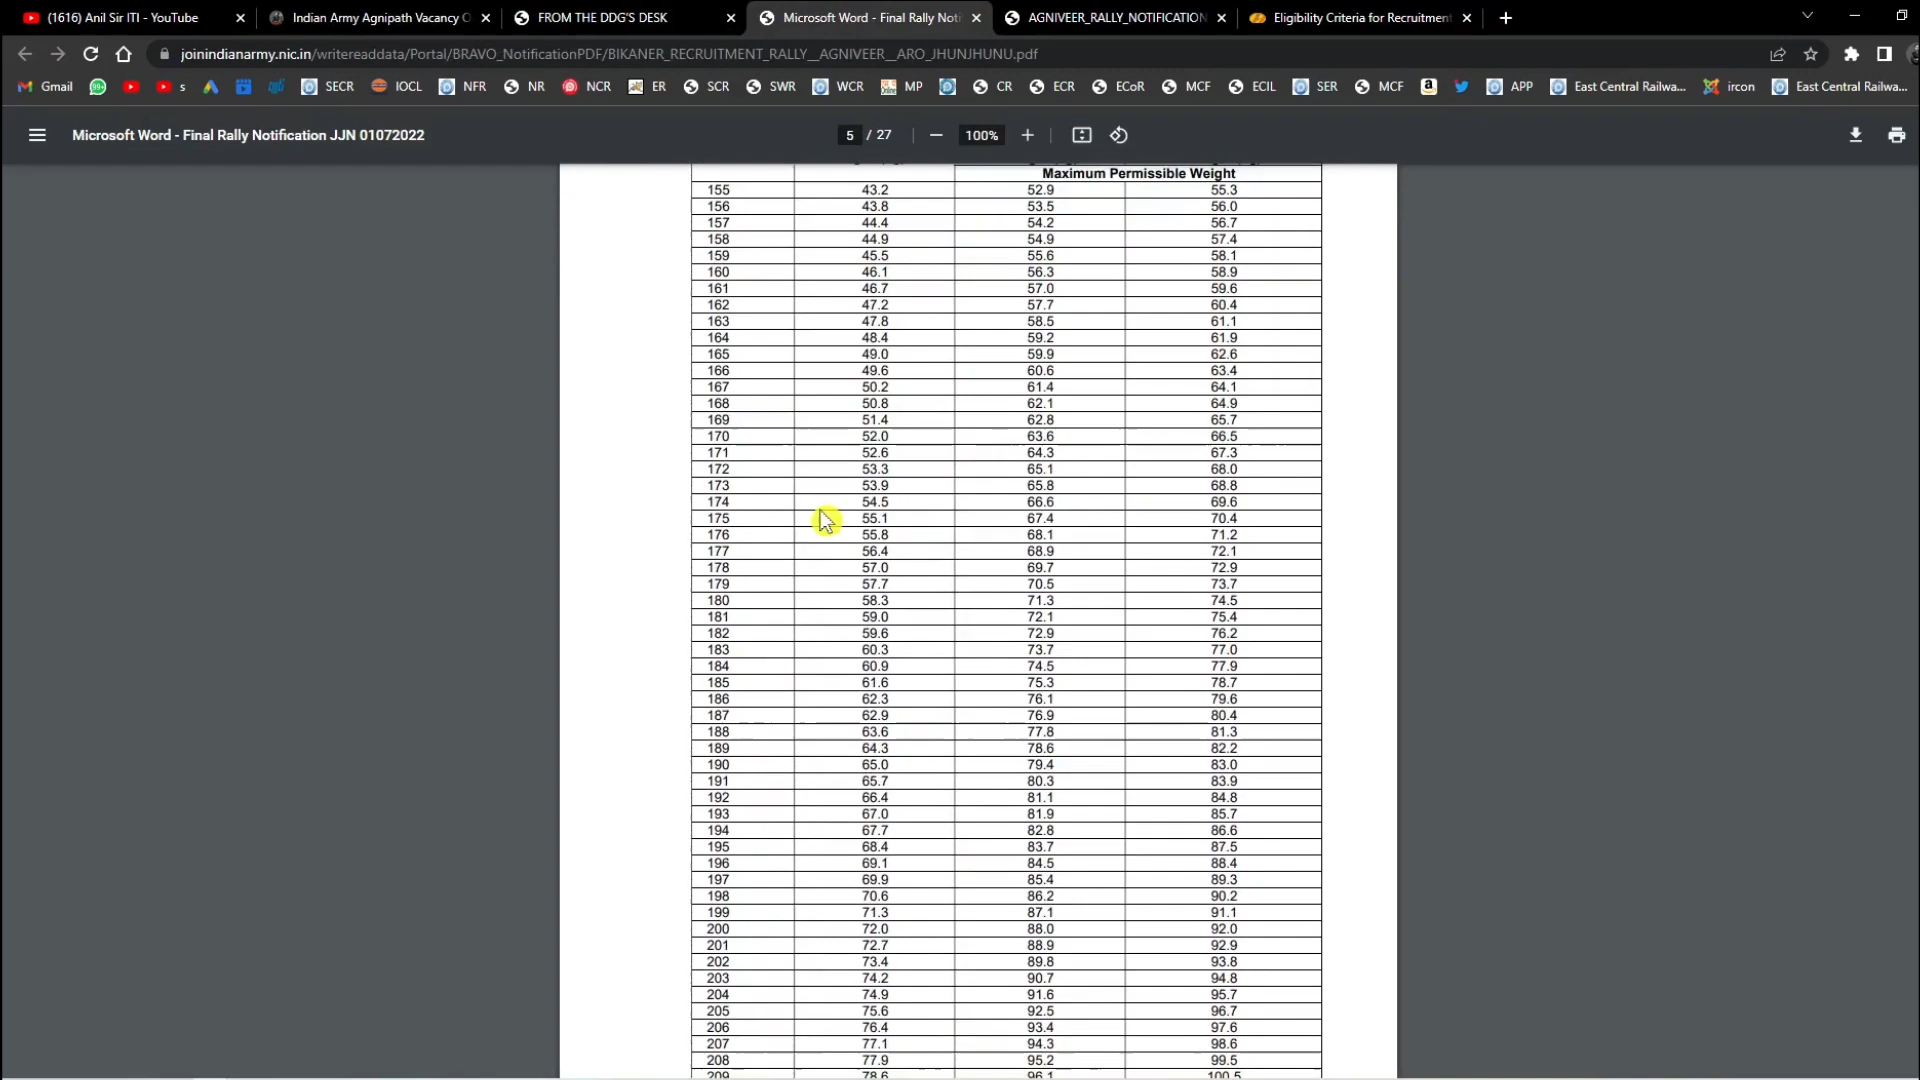 (1616) Anil Sir ITI - YouTube
Indian Army Agnipath Vacancy
FROM THE DDG'S DESK
Microsoft Word - Final Rally Noti
AGNIVEER_RALLY_NOTIFICATION
Eligibility Criteria for Recruitment
joinindianarmy.nic.in/writereaddata/Portal/BRAVO_NotificationPDF/BIKANER_RECRUITMENT_RALLY__AGNIVEER__ARO_JHUNJHUNU.pdf
Gmail 99+ s SECR IOCL NFR NR NCR ER SCR SWR WCR MP CR ECR ECoR MCF ECIL SER MCF APP East Central Railwa... ircon East Central Railwa...
Microsoft Word - Final Rally Notification JJN 01072022
5 / 27
100%
Maximum Permissible Weight
155 43.2 52.9 55.3
156 43.8 53.5 56.0
157 44.4 54.2 56.7
158 44.9 54.9 57.4
159 45.5 55.6 58.1
160 46.1 56.3 58.9
161 46.7 57.0 59.6
162 47.2 57.7 60.4
163 47.8 58.5 61.1
164 48.4 59.2 61.9
165 49.0 59.9 62.6
166 49.6 60.6 63.4
167 50.2 61.4 64.1
168 50.8 62.1 64.9
169 51.4 62.8 65.7
170 52.0 63.6 66.5
171 52.6 64.3 67.3
172 53.3 65.1 68.0
173 53.9 65.8 68.8
174 54.5 66.6 69.6
175 55.1 67.4 70.4
176 55.8 68.1 71.2
177 56.4 68.9 72.1
178 57.0 69.7 72.9
179 57.7 70.5 73.7
180 58.3 71.3 74.5
181 59.0 72.1 75.4
182 59.6 72.9 76.2
183 60.3 73.7 77.0
184 60.9 74.5 77.9
185 61.6 75.3 78.7
186 62.3 76.1 79.6
187 62.9 76.9 80.4
188 63.6 77.8 81.3
189 64.3 78.6 82.2
190 65.0 79.4 83.0
191 65.7 80.3 83.9
192 66.4 81.1 84.8
193 67.0 81.9 85.7
194 67.7 82.8 86.6
195 68.4 83.7 87.5
196 69.1 84.5 88.4
197 69.9 85.4 89.3
198 70.6 86.2 90.2
199 71.3 87.1 91.1
200 72.0 88.0 92.0
201 72.7 88.9 92.9
202 73.4 89.8 93.8
203 74.2 90.7 94.8
204 74.9 91.6 95.7
205 75.6 92.5 96.7
206 76.4 93.4 97.6
207 77.1 94.3 98.6
208 77.9 95.2 99.5
209 78.6 96.1 100.5